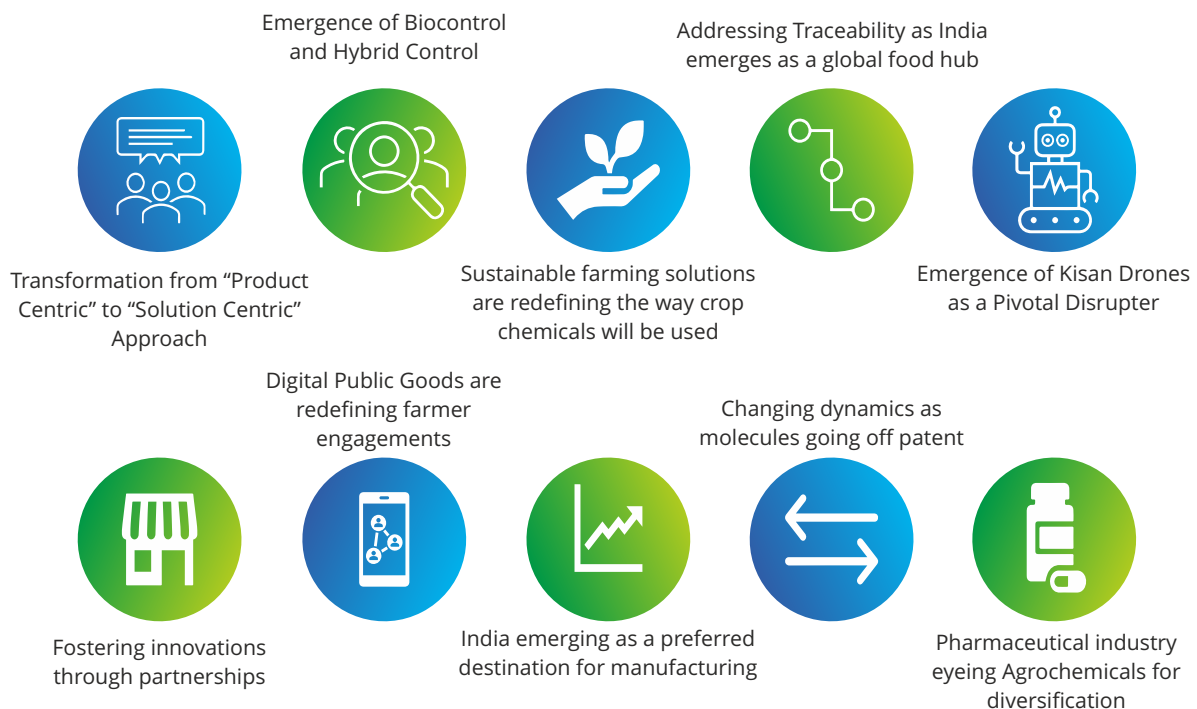 Emergence of Biocontrol
and Hybrid Control
Addressing Traceability as India
emerges as a global food hub
Transformation from “Product
Centric” to “Solution Centric”
Approach
Sustainable farming solutions
are redefining the way crop
chemicals will be used
Emergence of Kisan Drones
as a Pivotal Disrupter
Digital Public Goods are
redefining farmer
engagements
Changing dynamics as
molecules going off patent
Fostering innovations
through partnerships
India emerging as a preferred
destination for manufacturing
Pharmaceutical industry
eyeing Agrochemicals for
diversification